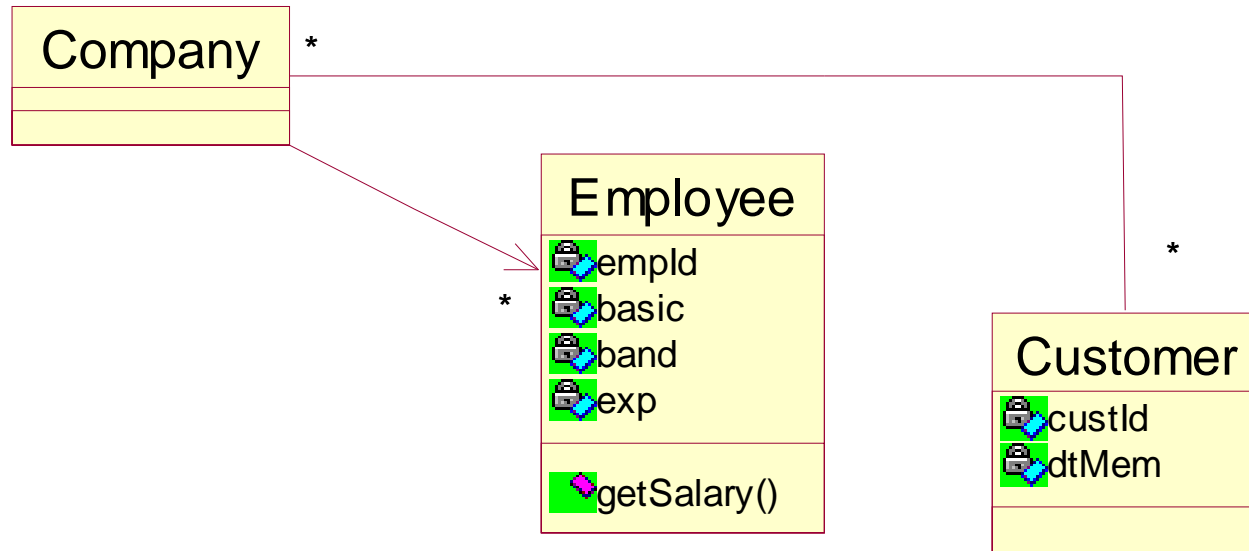 Company
*
Employee
empId
basic
band
exp
getSalary()
*
*
Customer
custId
dtMem